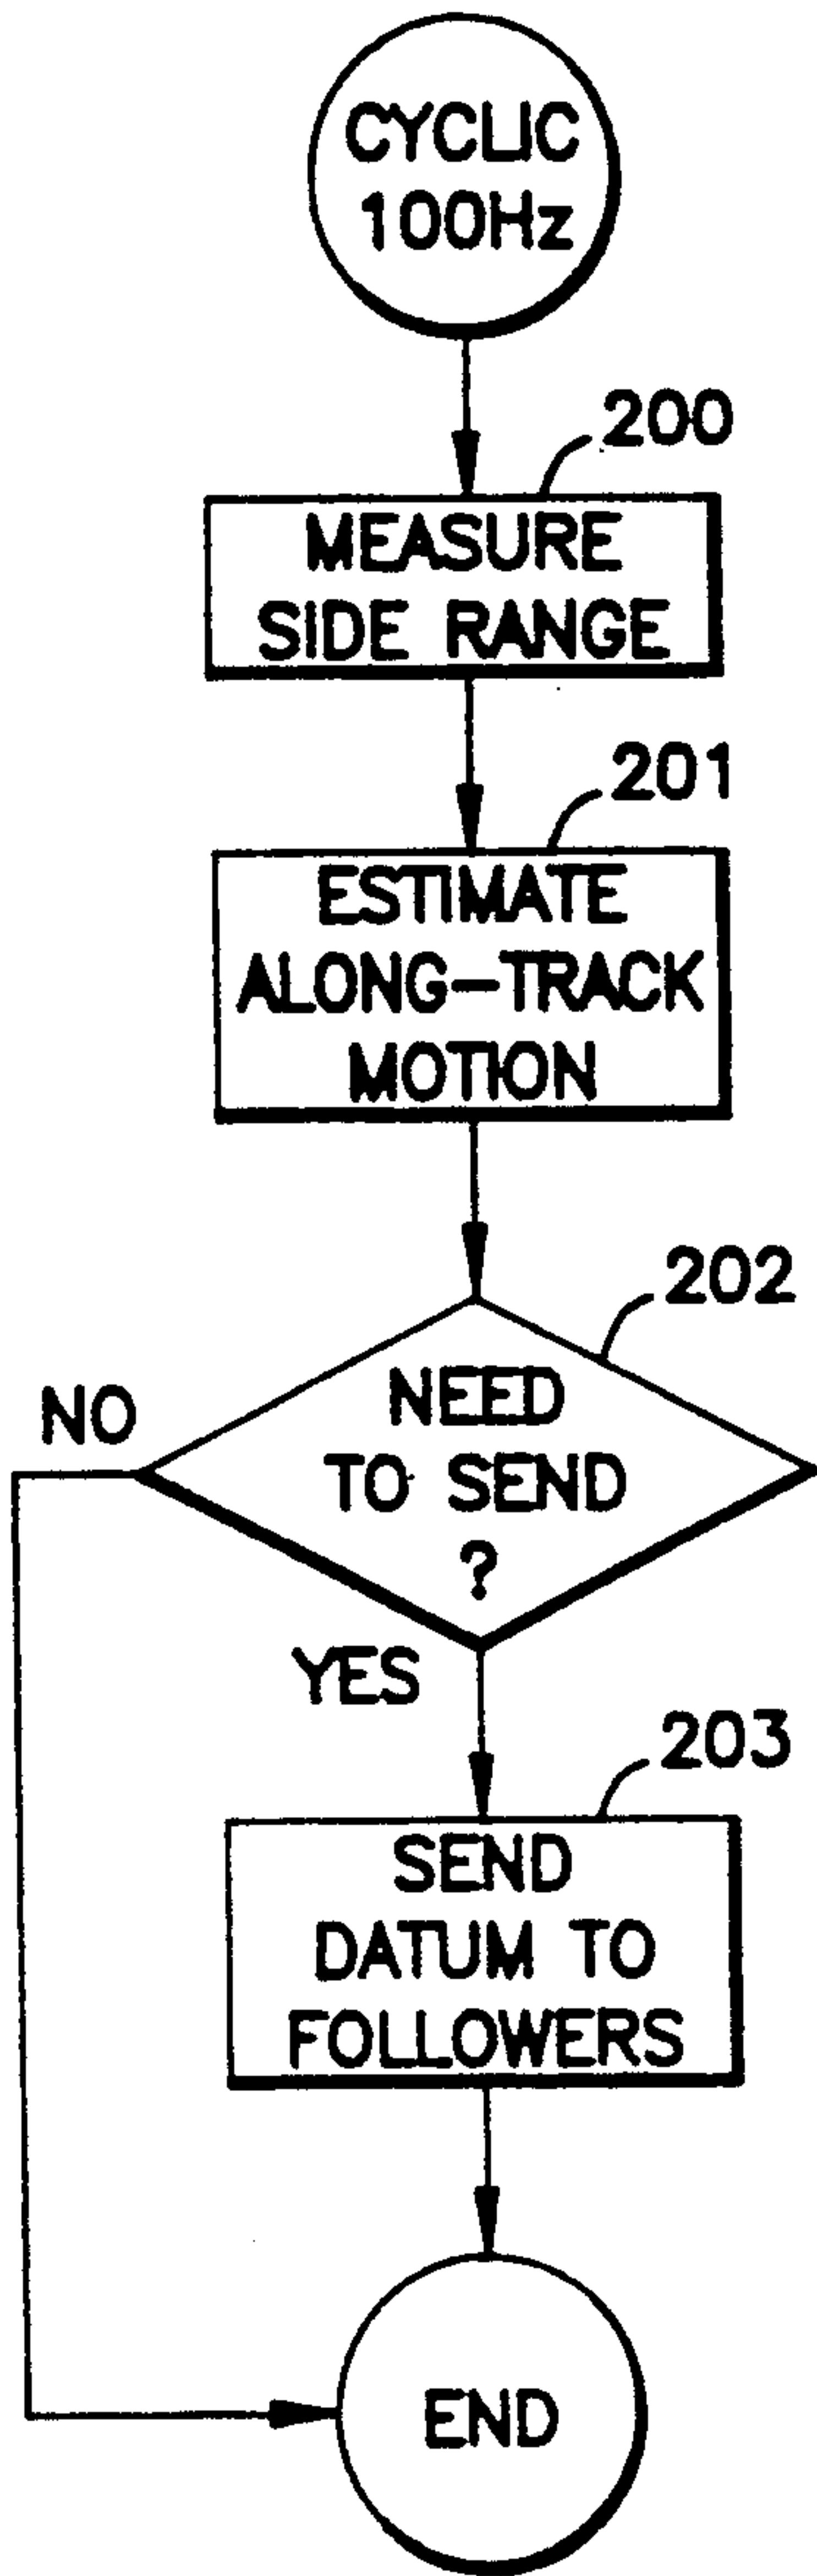 CYCLIC
100Hz
200
MEASURE
SIDE RANGE
201
ESTIMATE
ALONG-TRACK
MOTION
202
NO
NEED
TO SEND
?
YES
203
SEND
DATUM TO
FOLLOWERS
END